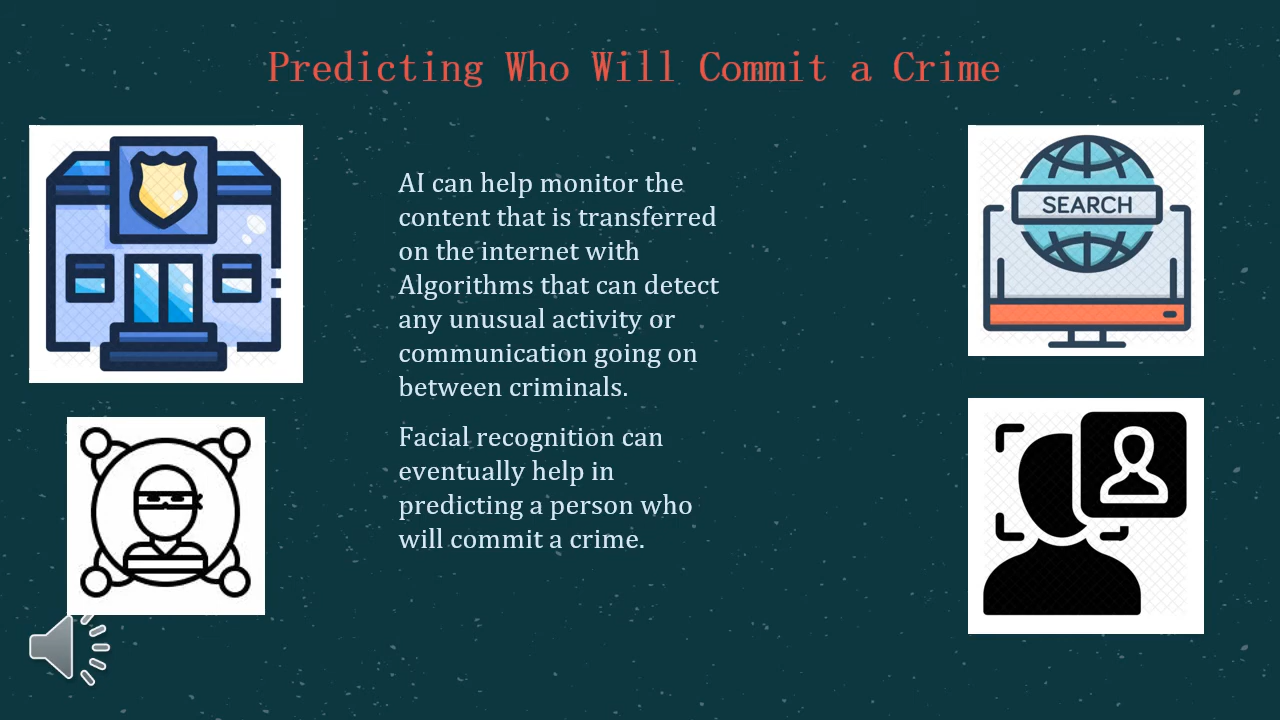 Predicting Who Will Commit a Crime
AI can help monitor the
content that is transferred
on the internet with
Algorithms that can detect
any unusual activity or
communication going on
between criminals.
Facial recognition can
eventually help in
predicting a person who
will commit a crime.
SEARCH